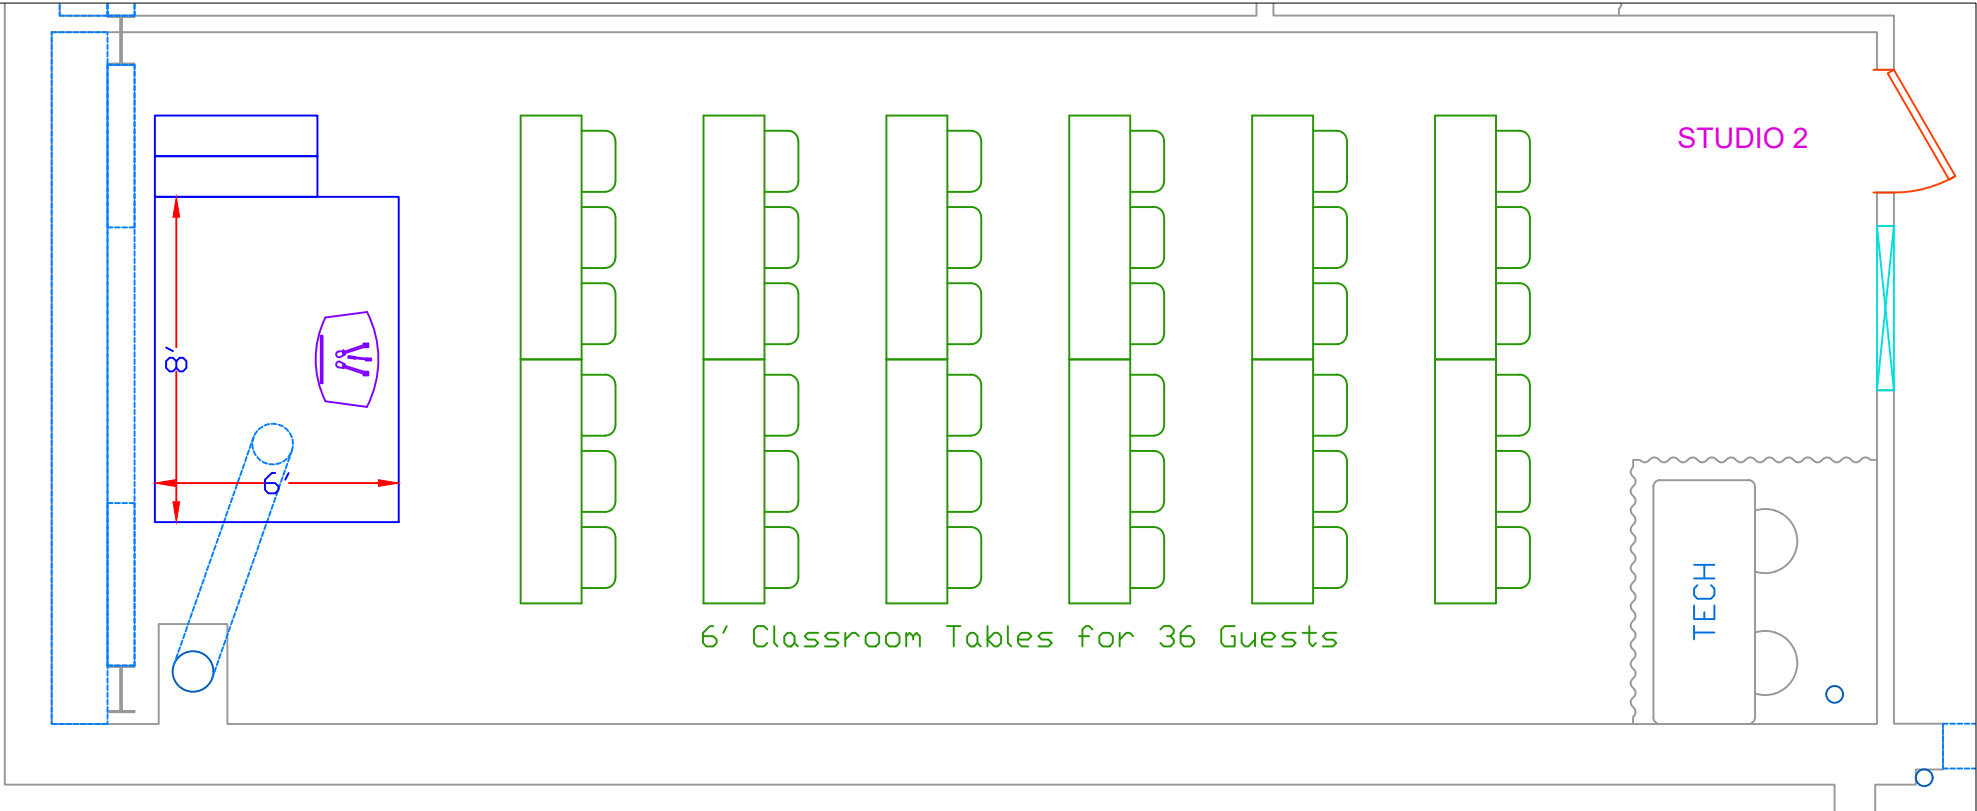 STUDIO 2
8'
6'
6' Classroom Tables for 36 Guests
TECH